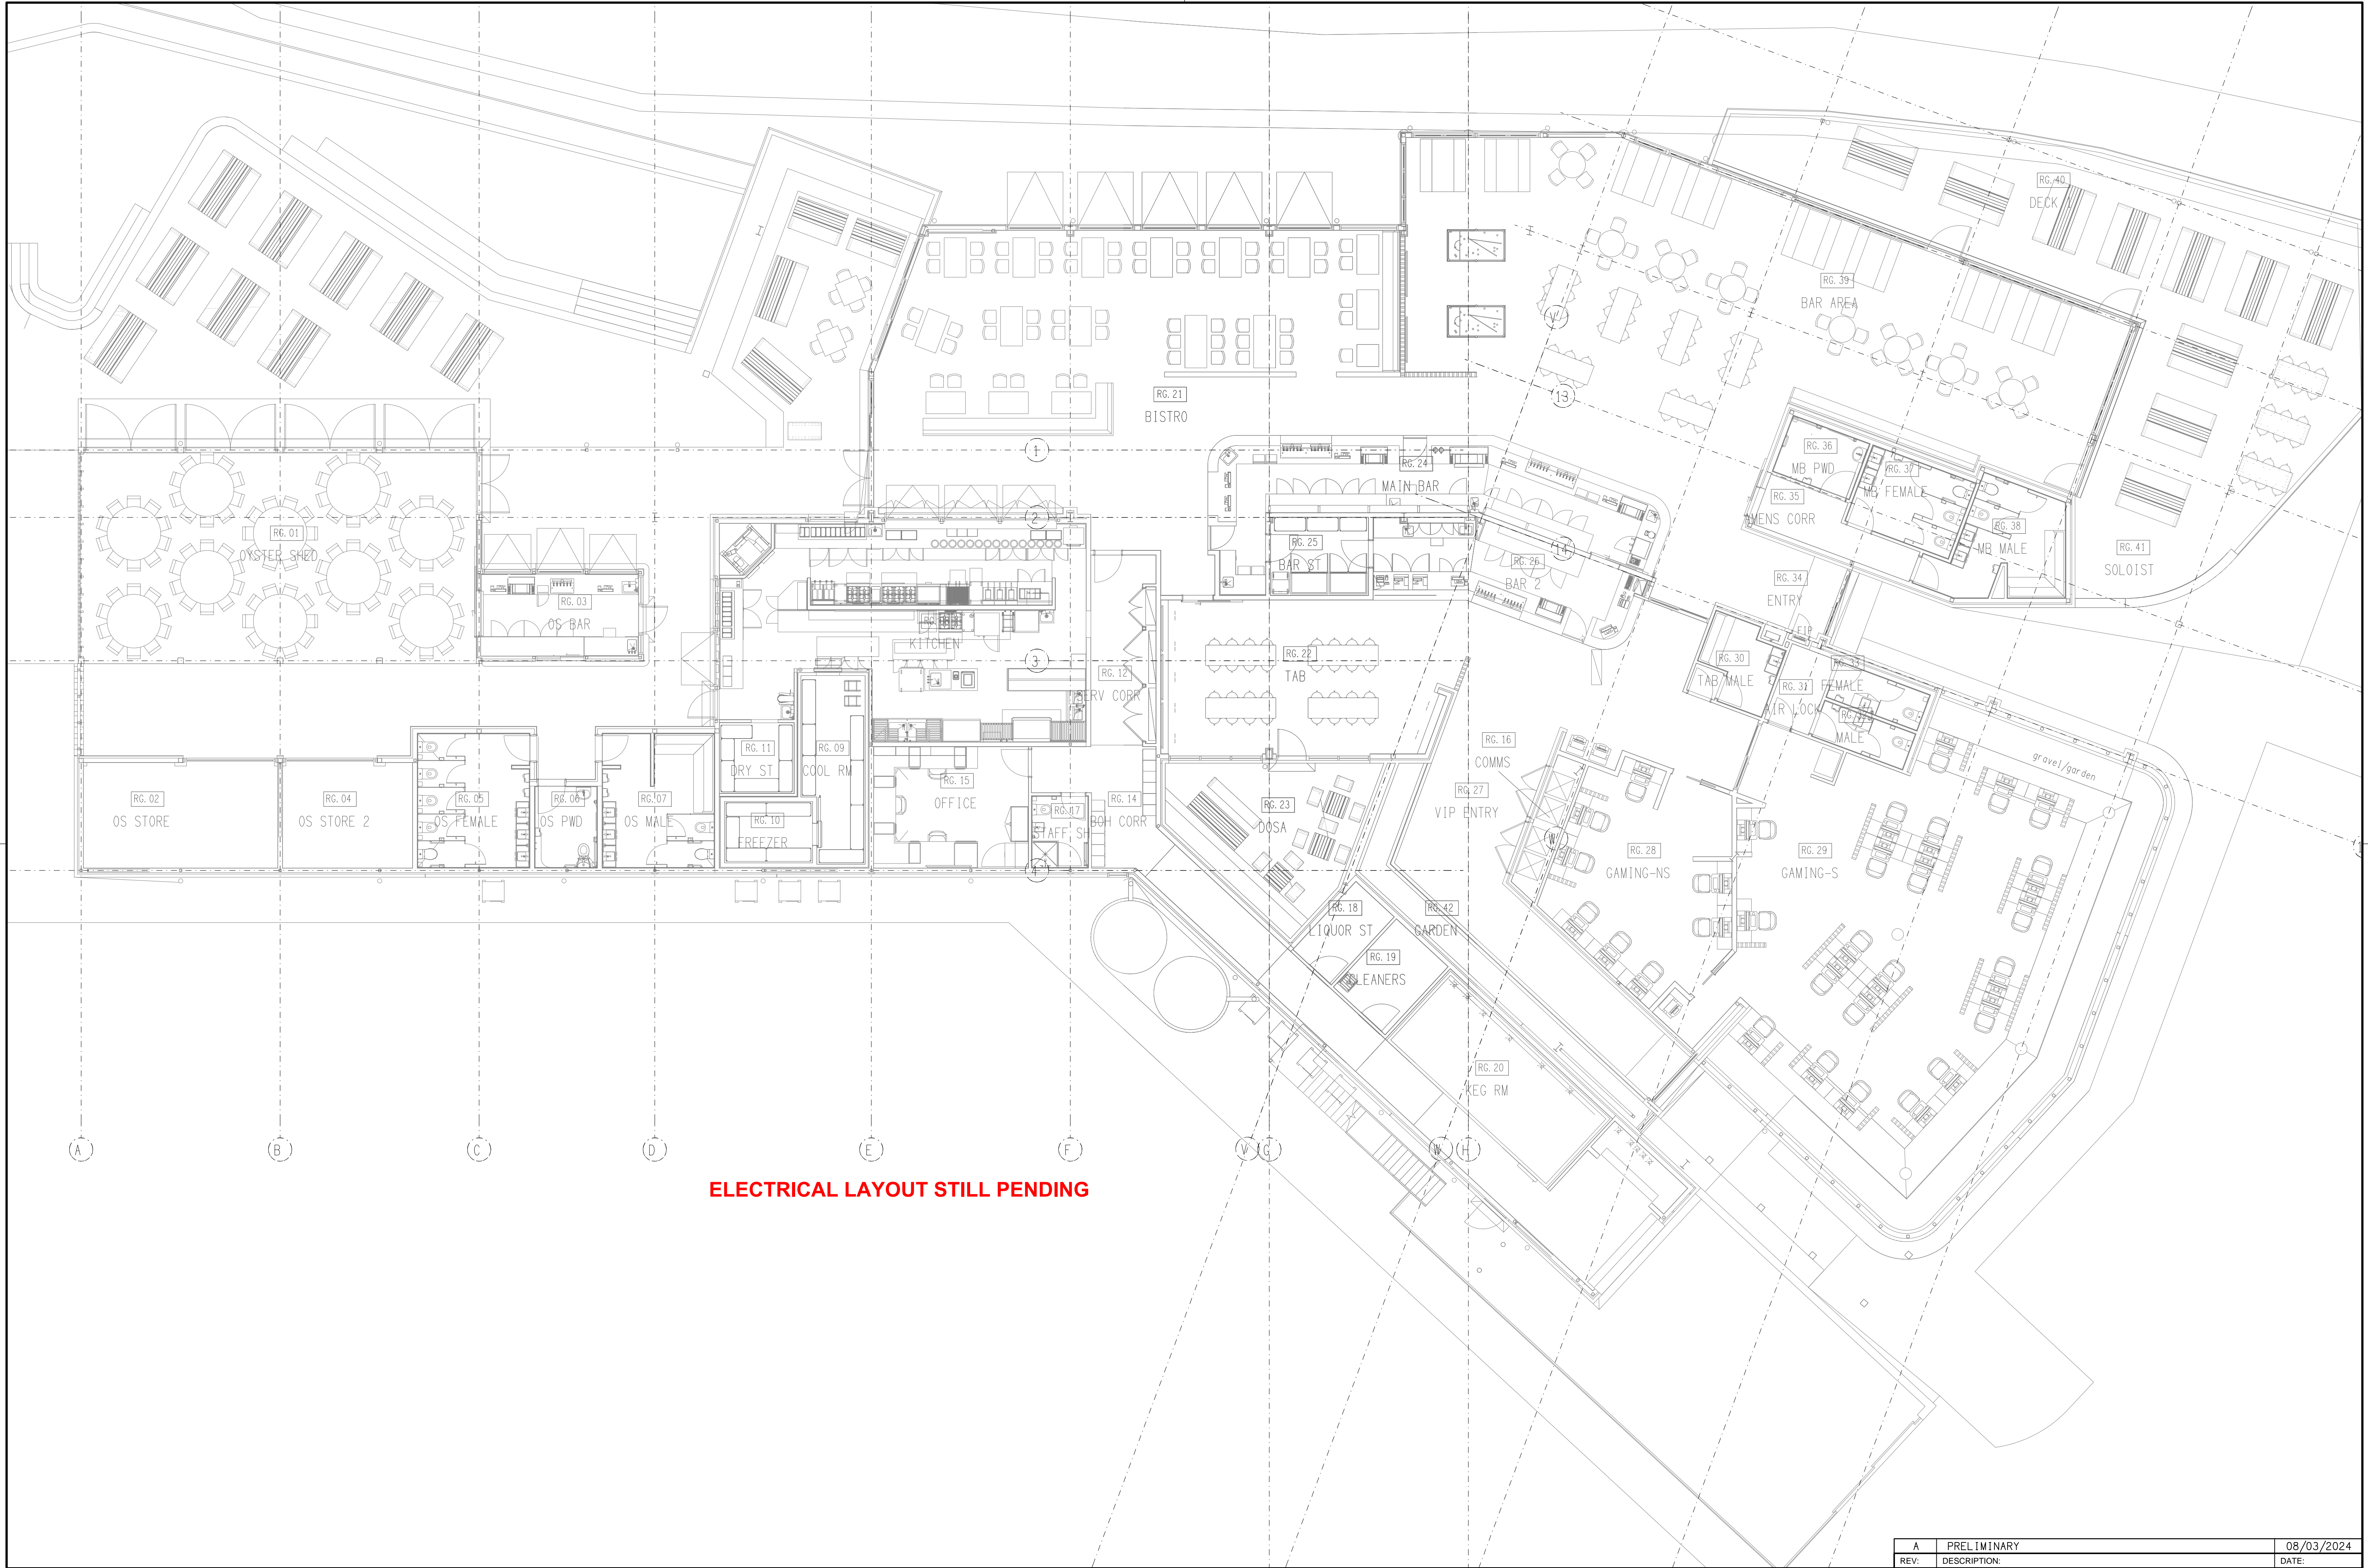 RG. 40
DECK 1
RG. 39
BAR AREA
V'
13
RG. 21
BISTRO
1
RG. 24
MAIN BAR
RG. 36
MB PWD
RG. 37
MB FEMALE
RG. 35
MENS CORR
RG. 38
MB MALE
2
RG. 01
OYSTER SHED
RG. 25
BAR ST
14
RG. 26
BAR 2
RG. 41
SOLOIST
RG. 34
ENTRY
RG. 03
OS BAR
FIP
KITCHEN
3
RG. 22
TAB
RG. 12
SERV CORR
RG. 30
TAB MALE
RG. 33
FEMALE
RG. 31
AIR LOCK
MALE
RG. 16
COMMS
gravel/garden
RG. 11
DRY ST
RG. 09
COOL RM
RG. 15
OFFICE
RG. 02
OS STORE
RG. 04
OS STORE 2
RG. 05
OS FEMALE
RG. 06
OS PWD
RG. 07
OS MALE
RG. 10
FREEZER
RG. 17
STAFF SH
RG. 14
BOH CORR
RG. 23
DOSA
RG. 27
VIP ENTRY
W'
RG. 28
GAMING-NS
RG. 29
GAMING-S
4
RG. 18
LIQUOR ST
RG. 42
GARDEN
RG. 19
CLEANERS
RG. 20
KEG RM
A
B
C
D
E
F
V
G
W
H
ELECTRICAL LAYOUT STILL PENDING
A PRELIMINARY 08/03/2024
REV: DESCRIPTION: DATE: